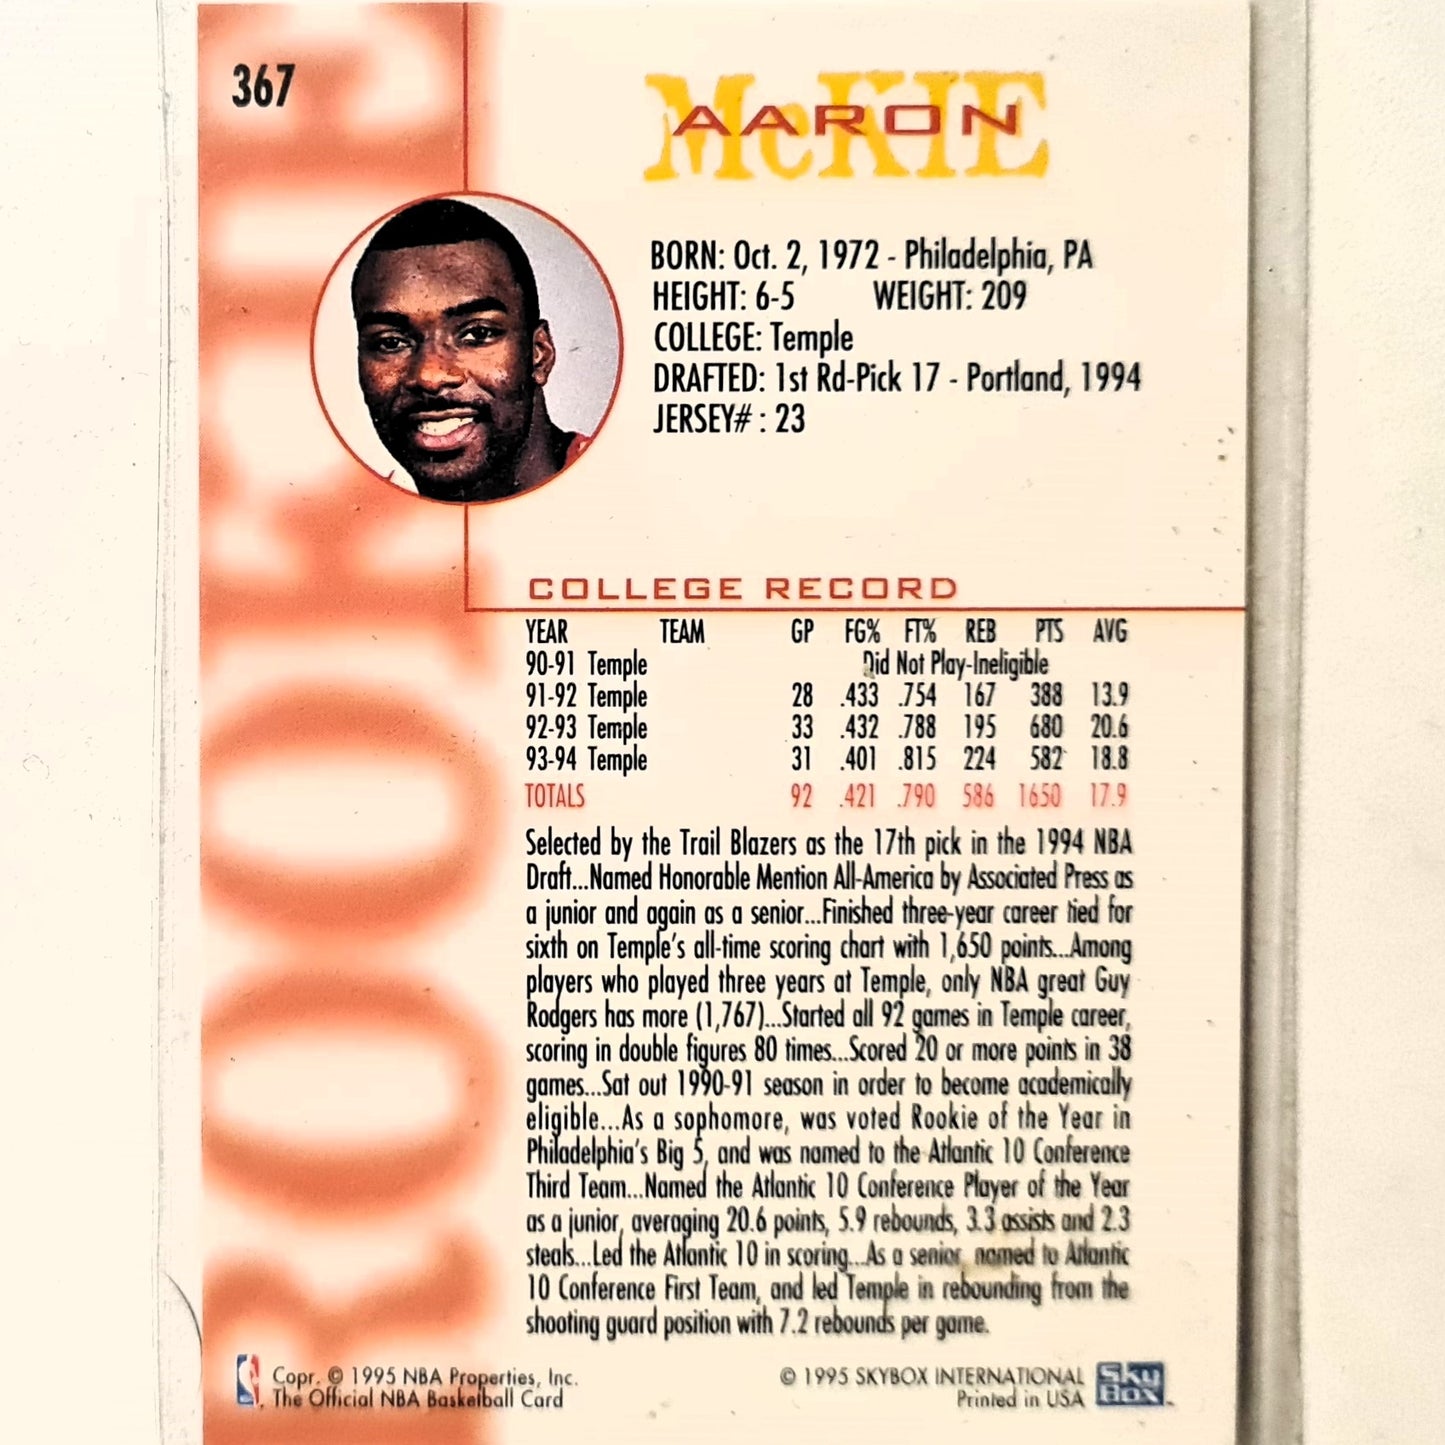 367
AARON
McKIE
ROOKIE
BORN: Oct. 2, 1972 - Philadelphia, PA
HEIGHT: 6-5 WEIGHT: 209
COLLEGE: Temple
DRAFTED: 1st Rd-Pick 17 - Portland, 1994
JERSEY# : 23
COLLEGE RECORD
YEAR TEAM GP FG% FT% REB PTS AVG
90-91 Temple Did Not Play-Ineligible
91-92 Temple 28 .433 .754 167 388 13.9
92-93 Temple 33 .432 .788 195 680 20.6
93-94 Temple 31 .401 .815 224 582 18.8
TOTALS 92 .421 .790 586 1650 17.9
Selected by the Trail Blazers as the 17th pick in the 1994 NBA
Draft...Named Honorable Mention All-America by Associated Press as
a junior and again as a senior...Finished three-year career tied for
sixth on Temple's all-time scoring chart with 1,650 points...Among
players who played three years at Temple, only NBA great Guy
Rodgers has more (1,767)...Started all 92 games in Temple career,
scoring in double figures 80 times...Scored 20 or more points in 38
games...Sat out 1990-91 season in order to become academically
eligible...As a sophomore, was voted Rookie of the Year in
Philadelphia's Big 5, and was named to the Atlantic 10 Conference
Third Team...Named the Atlantic 10 Conference Player of the Year
as a junior, averaging 20.6 points, 5.9 rebounds, 3.3 assists and 2.3
steals...Led the Atlantic 10 in scoring...As a senior, named to Atlantic
10 Conference First Team, and led Temple in rebounding from the
shooting guard position with 7.2 rebounds per game.
Copr. © 1995 NBA Properties, Inc.
The Official NBA Basketball Card
© 1995 SKYBOX INTERNATIONAL
Printed in USA
Sky
BOX